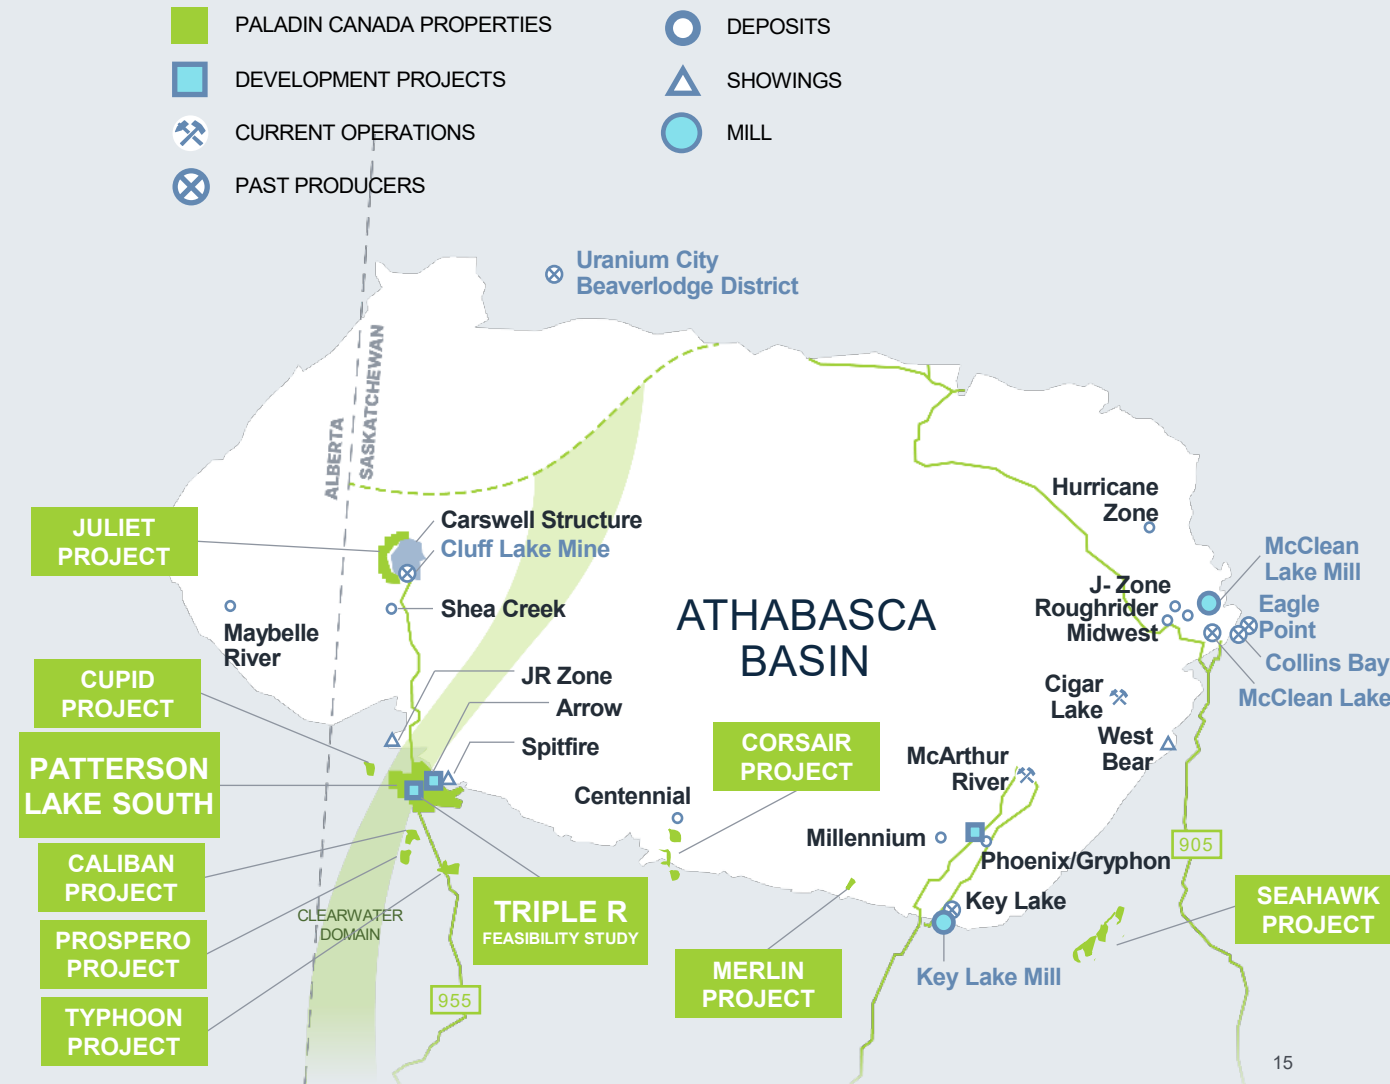 PALADIN CANADA PROPERTIES
DEVELOPMENT PROJECTS
CURRENT OPERATIONS
PAST PRODUCERS
DEPOSITS
SHOWINGS
MILL
Uranium City
Beaverlodge District
ALBERTA
SASKATCHEWAN
JULIET
PROJECT
Carswell Structure
Cluff Lake Mine
Shea Creek
Maybelle
River
ATHABASCA
BASIN
Hurricane
Zone
McClean
Lake Mill
J- Zone
Roughrider
Midwest
Eagle
Point
Collins Bay
McClean Lake
CUPID
PROJECT
JR Zone
Arrow
Spitfire
PATTERSON
LAKE SOUTH
CORSAIR
PROJECT
Cigar
Lake
West
Bear
McArthur
River
Centennial
Millennium
Phoenix/Gryphon
905
CALIBAN
PROJECT
CLEARWATER
DOMAIN
TRIPLE R
FEASIBILITY STUDY
Key Lake
SEAHAWK
PROJECT
PROSPERO
PROJECT
MERLIN
PROJECT
Key Lake Mill
955
TYPHOON
PROJECT
15